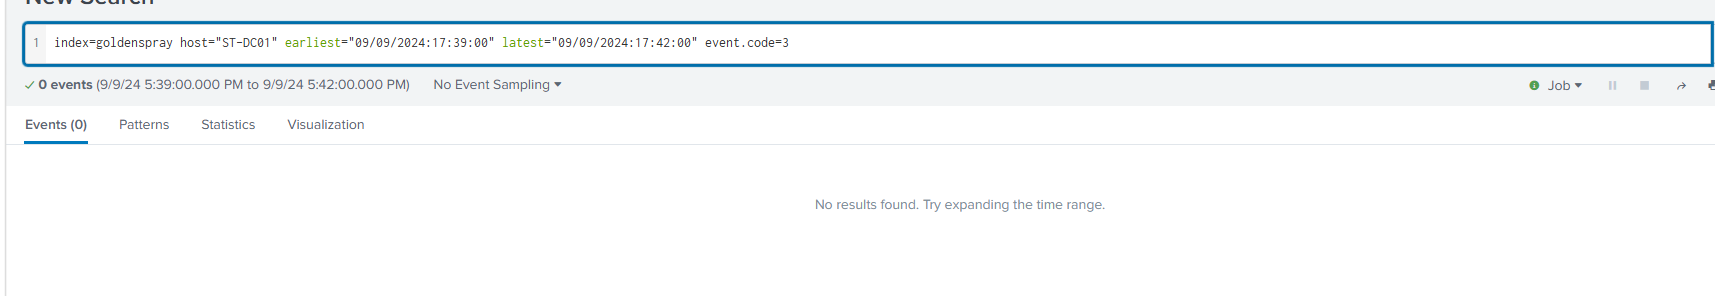 New Search
1 index=goldenspray host="ST-DC01" earliest="09/09/2024:17:39:00" latest="09/09/2024:17:42:00" event.code=3
0 events (9/9/24 5:39:00.000 PM to 9/9/24 5:42:00.000 PM) No Event Sampling Job
Events (0) Patterns Statistics Visualization
No results found. Try expanding the time range.